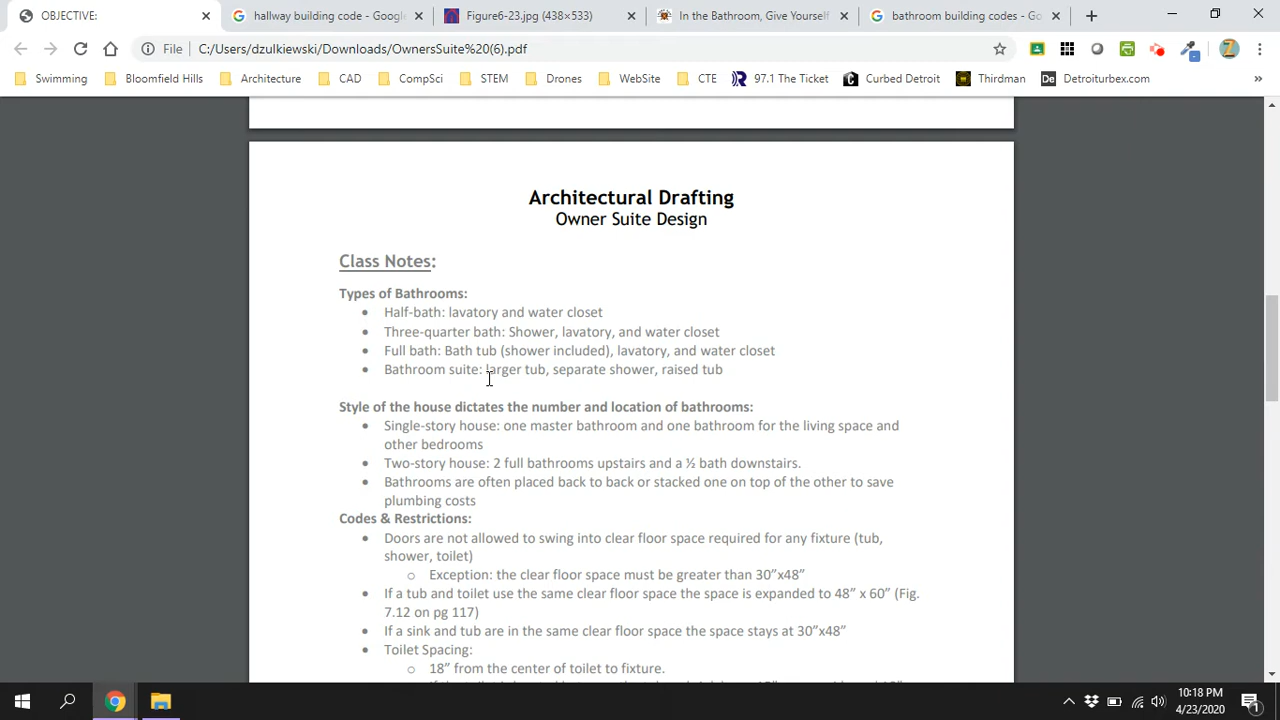 OBJECTIVE:
hallway building code - Google
Figure6-23.jpg (438×533)
In the Bathroom, Give Yourself
bathroom building codes - Go
File
C:/Users/dzulkiewski/Downloads/OwnersSuite%20(6).pdf
Swimming
Bloomfield Hills
Architecture
CAD
CompSci
STEM
Drones
WebSite
CTE
97.1 The Ticket
Curbed Detroit
Thirdman
De Detroiturbex.com
Architectural Drafting
Owner Suite Design
Class Notes:
Types of Bathrooms:
• Half-bath: lavatory and water closet
• Three-quarter bath: Shower, lavatory, and water closet
• Full bath: Bath tub (shower included), lavatory, and water closet
• Bathroom suite: larger tub, separate shower, raised tub
Style of the house dictates the number and location of bathrooms:
• Single-story house: one master bathroom and one bathroom for the living space and
other bedrooms
• Two-story house: 2 full bathrooms upstairs and a ½ bath downstairs.
• Bathrooms are often placed back to back or stacked one on top of the other to save
plumbing costs
Codes & Restrictions:
• Doors are not allowed to swing into clear floor space required for any fixture (tub,
shower, toilet)
o Exception: the clear floor space must be greater than 30”x48”
• If a tub and toilet use the same clear floor space the space is expanded to 48” x 60” (Fig.
7.12 on pg 117)
• If a sink and tub are in the same clear floor space the space stays at 30”x48”
• Toilet Spacing:
o 18” from the center of toilet to fixture.
10:18 PM
4/23/2020